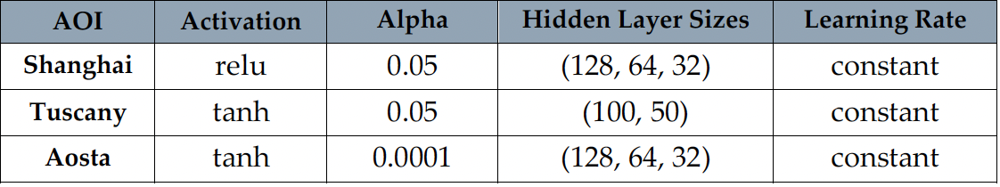 AOI Activation Alpha Hidden Layer Sizes Learning Rate
Shanghai relu 0.05 (128, 64, 32) constant
Tuscany tanh 0.05 (100, 50) constant
Aosta tanh 0.0001 (128, 64, 32) constant